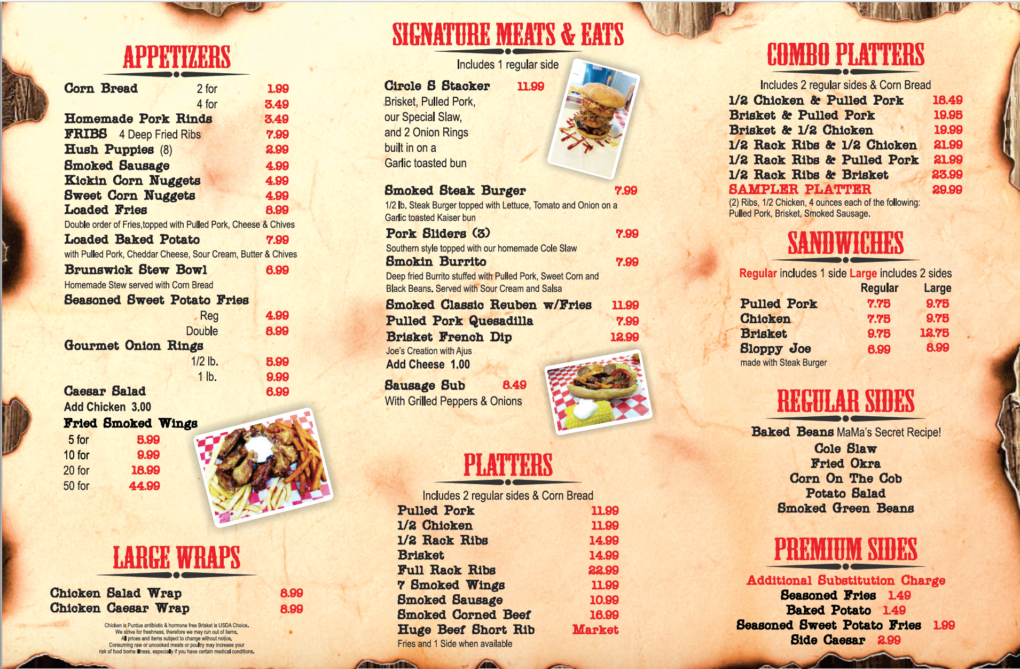 APPETIZERS
Corn Bread 2 for 1.99
4 for 3.49
Homemade Pork Rinds 3.49
FRIBS 4 Deep Fried Ribs 7.99
Hush Puppies (8) 2.99
Smoked Sausage 4.99
Kickin Corn Nuggets 4.99
Sweet Corn Nuggets 4.99
Loaded Fries 8.99
Double order of Fries,topped with Pulled Pork, Cheese & Chives
Loaded Baked Potato 7.99
with Pulled Pork, Cheddar Cheese, Sour Cream, Butter & Chives
Brunswick Stew Bowl 6.99
Homemade Stew served with Corn Bread
Seasoned Sweet Potato Fries
Reg 4.99
Double 8.99
Gourmet Onion Rings
1/2 lb. 5.99
1 lb. 9.99
Caesar Salad 6.99
Add Chicken 3.00
Fried Smoked Wings
5 for 5.99
10 for 9.99
20 for 18.99
50 for 44.99
LARGE WRAPS
Chicken Salad Wrap 8.99
Chicken Caesar Wrap 8.99
Chicken is Purdue antibiotic & hormone free Brisket is USDA Choice.
We strive for freshness, therefore we may run out of items,
All prices and items subject to change without notice,
Consuming raw or uncooked meats or poultry may increase your
risk of food borne illness, especially if you have certain medical conditions.
SIGNATURE MEATS & EATS
Includes 1 regular side
Circle S Stacker 11.99
Brisket, Pulled Pork,
our Special Slaw,
and 2 Onion Rings
built in on a
Garlic toasted bun
Smoked Steak Burger 7.99
1/2 lb. Steak Burger topped with Lettuce, Tomato and Onion on a
Garlic toasted Kaiser bun
Pork Sliders (3) 7.99
Southern style topped with our homemade Cole Slaw
Smokin Burrito 7.99
Deep fried Burrito stuffed with Pulled Pork, Sweet Corn and
Black Beans. Served with Sour Cream and Salsa
Smoked Classic Reuben w/Fries 11.99
Pulled Pork Quesadilla 7.99
Brisket French Dip 12.99
Joe's Creation with Ajus
Add Cheese 1.00
Sausage Sub 8.49
With Grilled Peppers & Onions
PLATTERS
Includes 2 regular sides & Corn Bread
Pulled Pork 11.99
1/2 Chicken 11.99
1/2 Rack Ribs 14.99
Brisket 14.99
Full Rack Ribs 22.99
7 Smoked Wings 11.99
Smoked Sausage 10.99
Smoked Corned Beef 16.99
Huge Beef Short Rib Market
Fries and 1 Side when available
COMBO PLATTERS
Includes 2 regular sides & Corn Bread
1/2 Chicken & Pulled Pork 18.49
Brisket & Pulled Pork 19.95
Brisket & 1/2 Chicken 19.99
1/2 Rack Ribs & 1/2 Chicken 21.99
1/2 Rack Ribs & Pulled Pork 21.99
1/2 Rack Ribs & Brisket 23.99
SAMPLER PLATTER 29.99
(2) Ribs, 1/2 Chicken, 4 ounces each of the following:
Pulled Pork, Brisket, Smoked Sausage.
SANDWICHES
Regular includes 1 side Large includes 2 sides
Regular Large
Pulled Pork 7.75 9.75
Chicken 7.75 9.75
Brisket 9.75 12.75
Sloppy Joe 6.99 8.99
made with Steak Burger
REGULAR SIDES
Baked Beans MaMa's Secret Recipe!
Cole Slaw
Fried Okra
Corn On The Cob
Potato Salad
Smoked Green Beans
PREMIUM SIDES
Additional Substitution Charge
Seasoned Fries 1.49
Baked Potato 1.49
Seasoned Sweet Potato Fries 1.99
Side Caesar 2.99